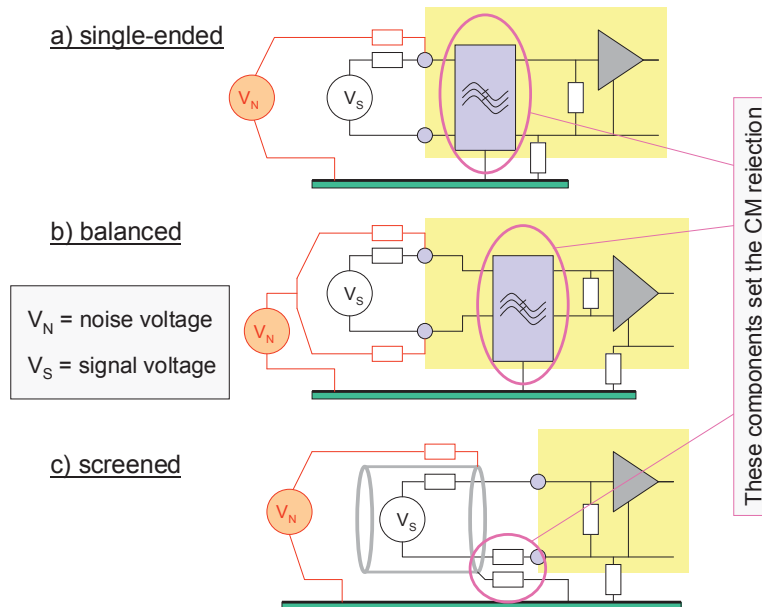 a) single-ended
V_N
V_S
b) balanced
V_S
V_N
V_N = noise voltage
V_S = signal voltage
c) screened
V_N
V_S
These components set the CM rejection